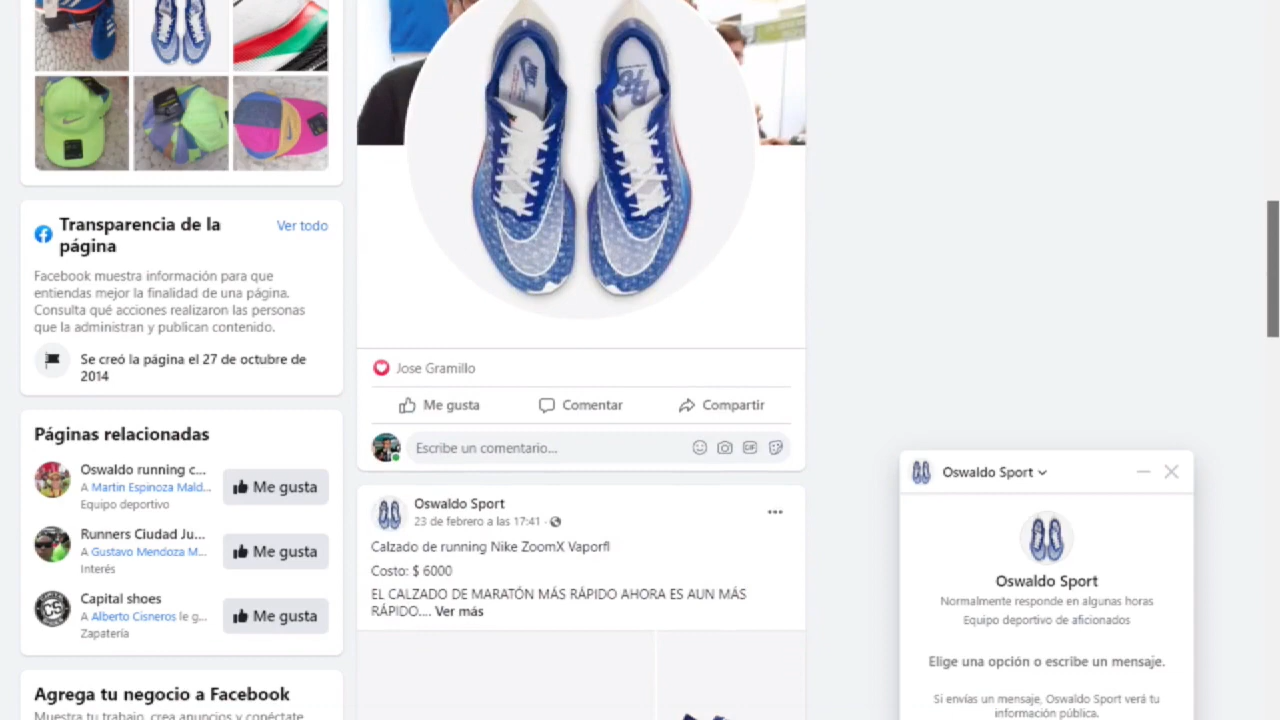 Transparencia de la
página
Ver todo
Facebook muestra información para que
entiendas mejor la finalidad de una página.
Consulta qué acciones realizaron las personas
que la administran y publican contenido.
Se creó la página el 27 de octubre de
2014
Páginas relacionadas
Oswaldo running c...
A Martin Espinoza Mald...
Equipo deportivo
Me gusta
Runners Ciudad Ju...
A Gustavo Mendoza M...
Interés
Me gusta
Capital shoes
A Alberto Cisneros le g...
Zapatería
Me gusta
Agrega tu negocio a Facebook
Muestra tu trabajo, crea anuncios y conéctate
Jose Gramillo
Me gusta
Comentar
Compartir
Escribe un comentario...
GIF
Oswaldo Sport
23 de febrero a las 17:41 ·
Calzado de running Nike ZoomX Vaporfl
Costo: $ 6000
EL CALZADO DE MARATÓN MÁS RÁPIDO AHORA ES AUN MÁS
RÁPIDO.... Ver más
Oswaldo Sport
Oswaldo Sport
Normalmente responde en algunas horas
Equipo deportivo de aficionados
Elige una opción o escribe un mensaje.
Si envías un mensaje, Oswaldo Sport verá tu
información pública.